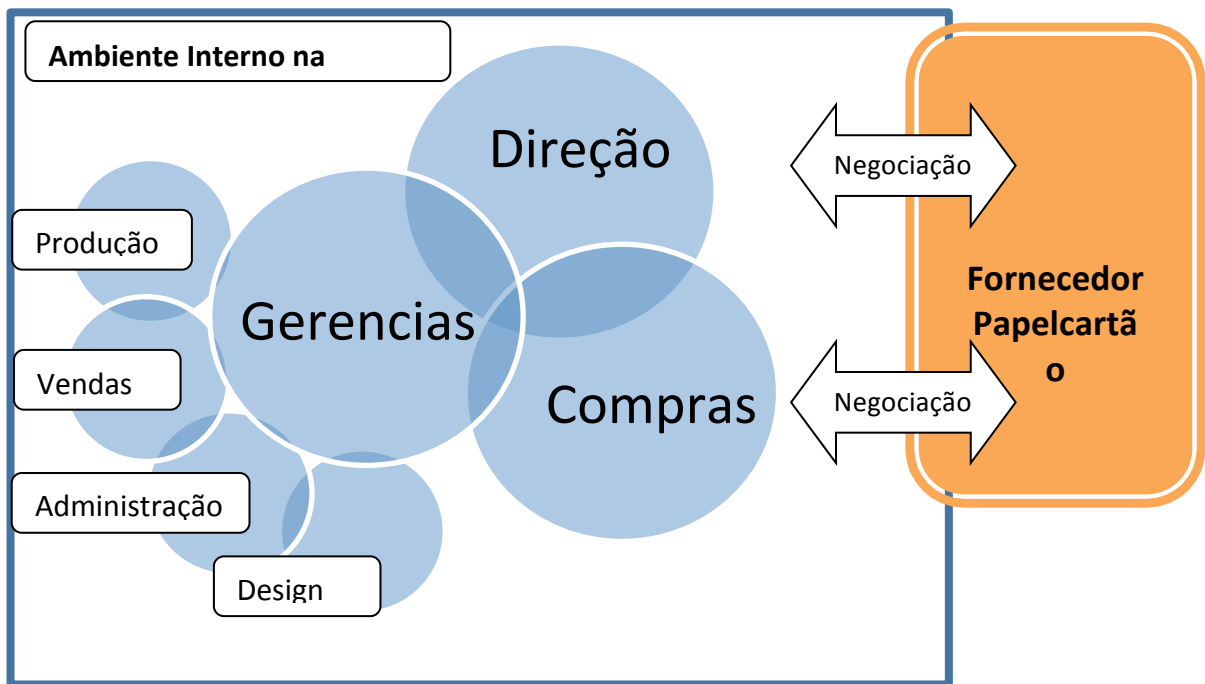 Ambiente Interno na
Direção
Negociação
Produção
Fornecedor
Papelcartã
o
Gerencias
Vendas
Compras
Negociação
Administração
Design